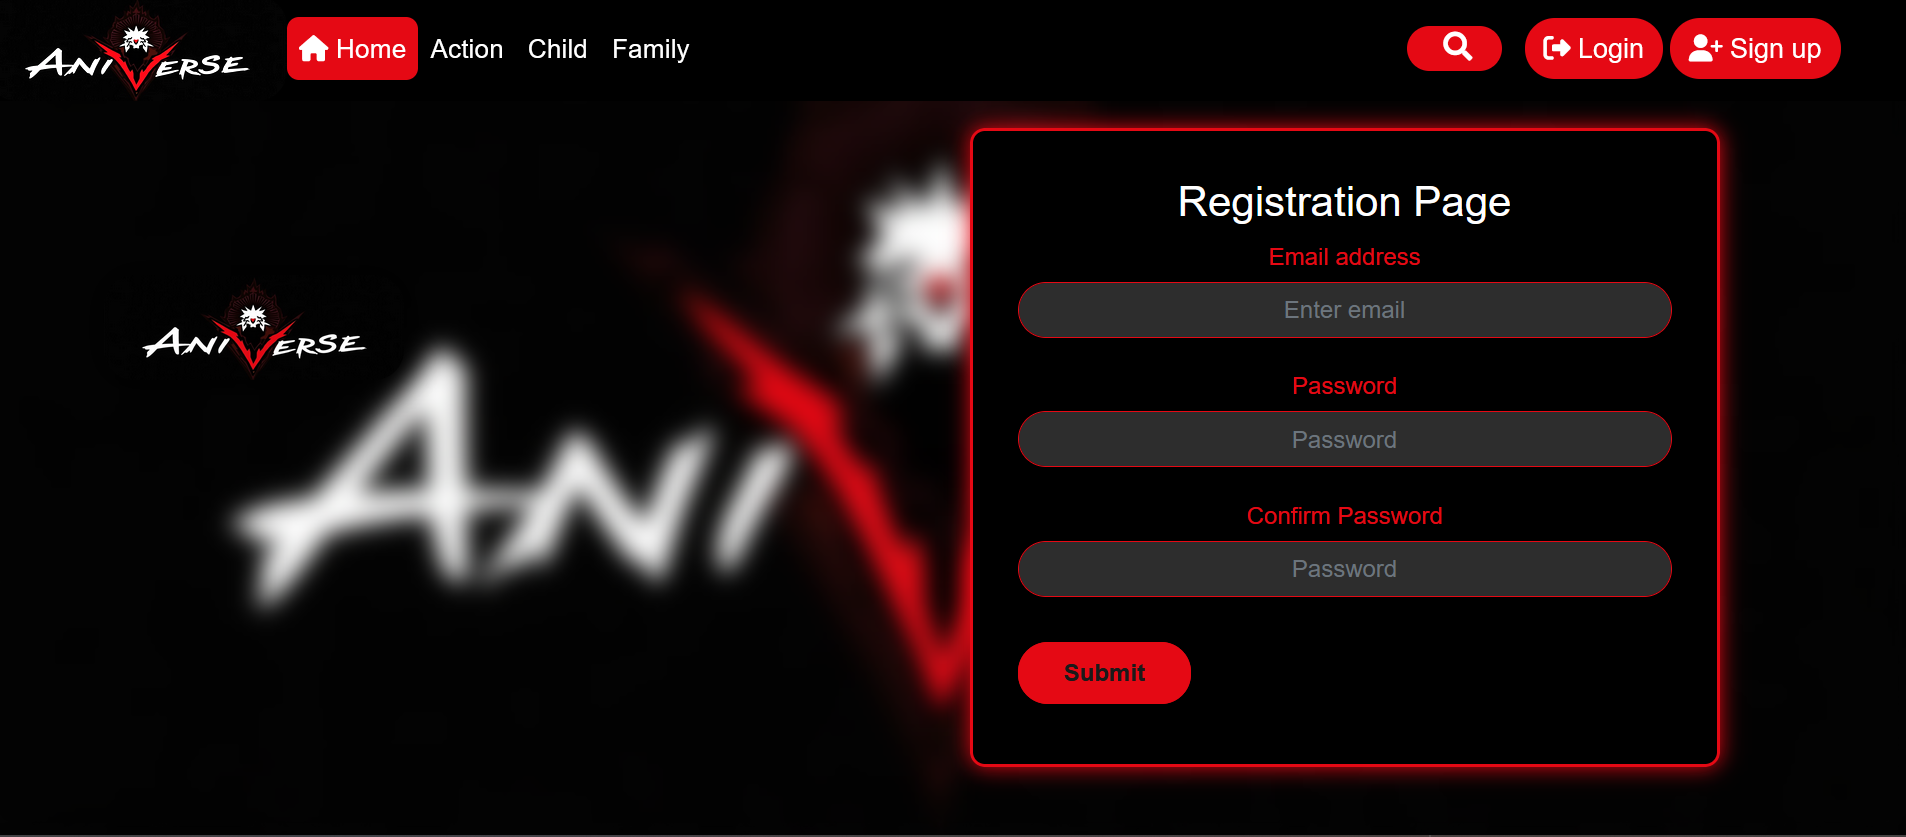 ANIVERSE
Home Action Child Family
Login Sign up
Registration Page
Email address
Enter email
Password
Password
Confirm Password
Password
Submit
ANIVERSE
ANIV